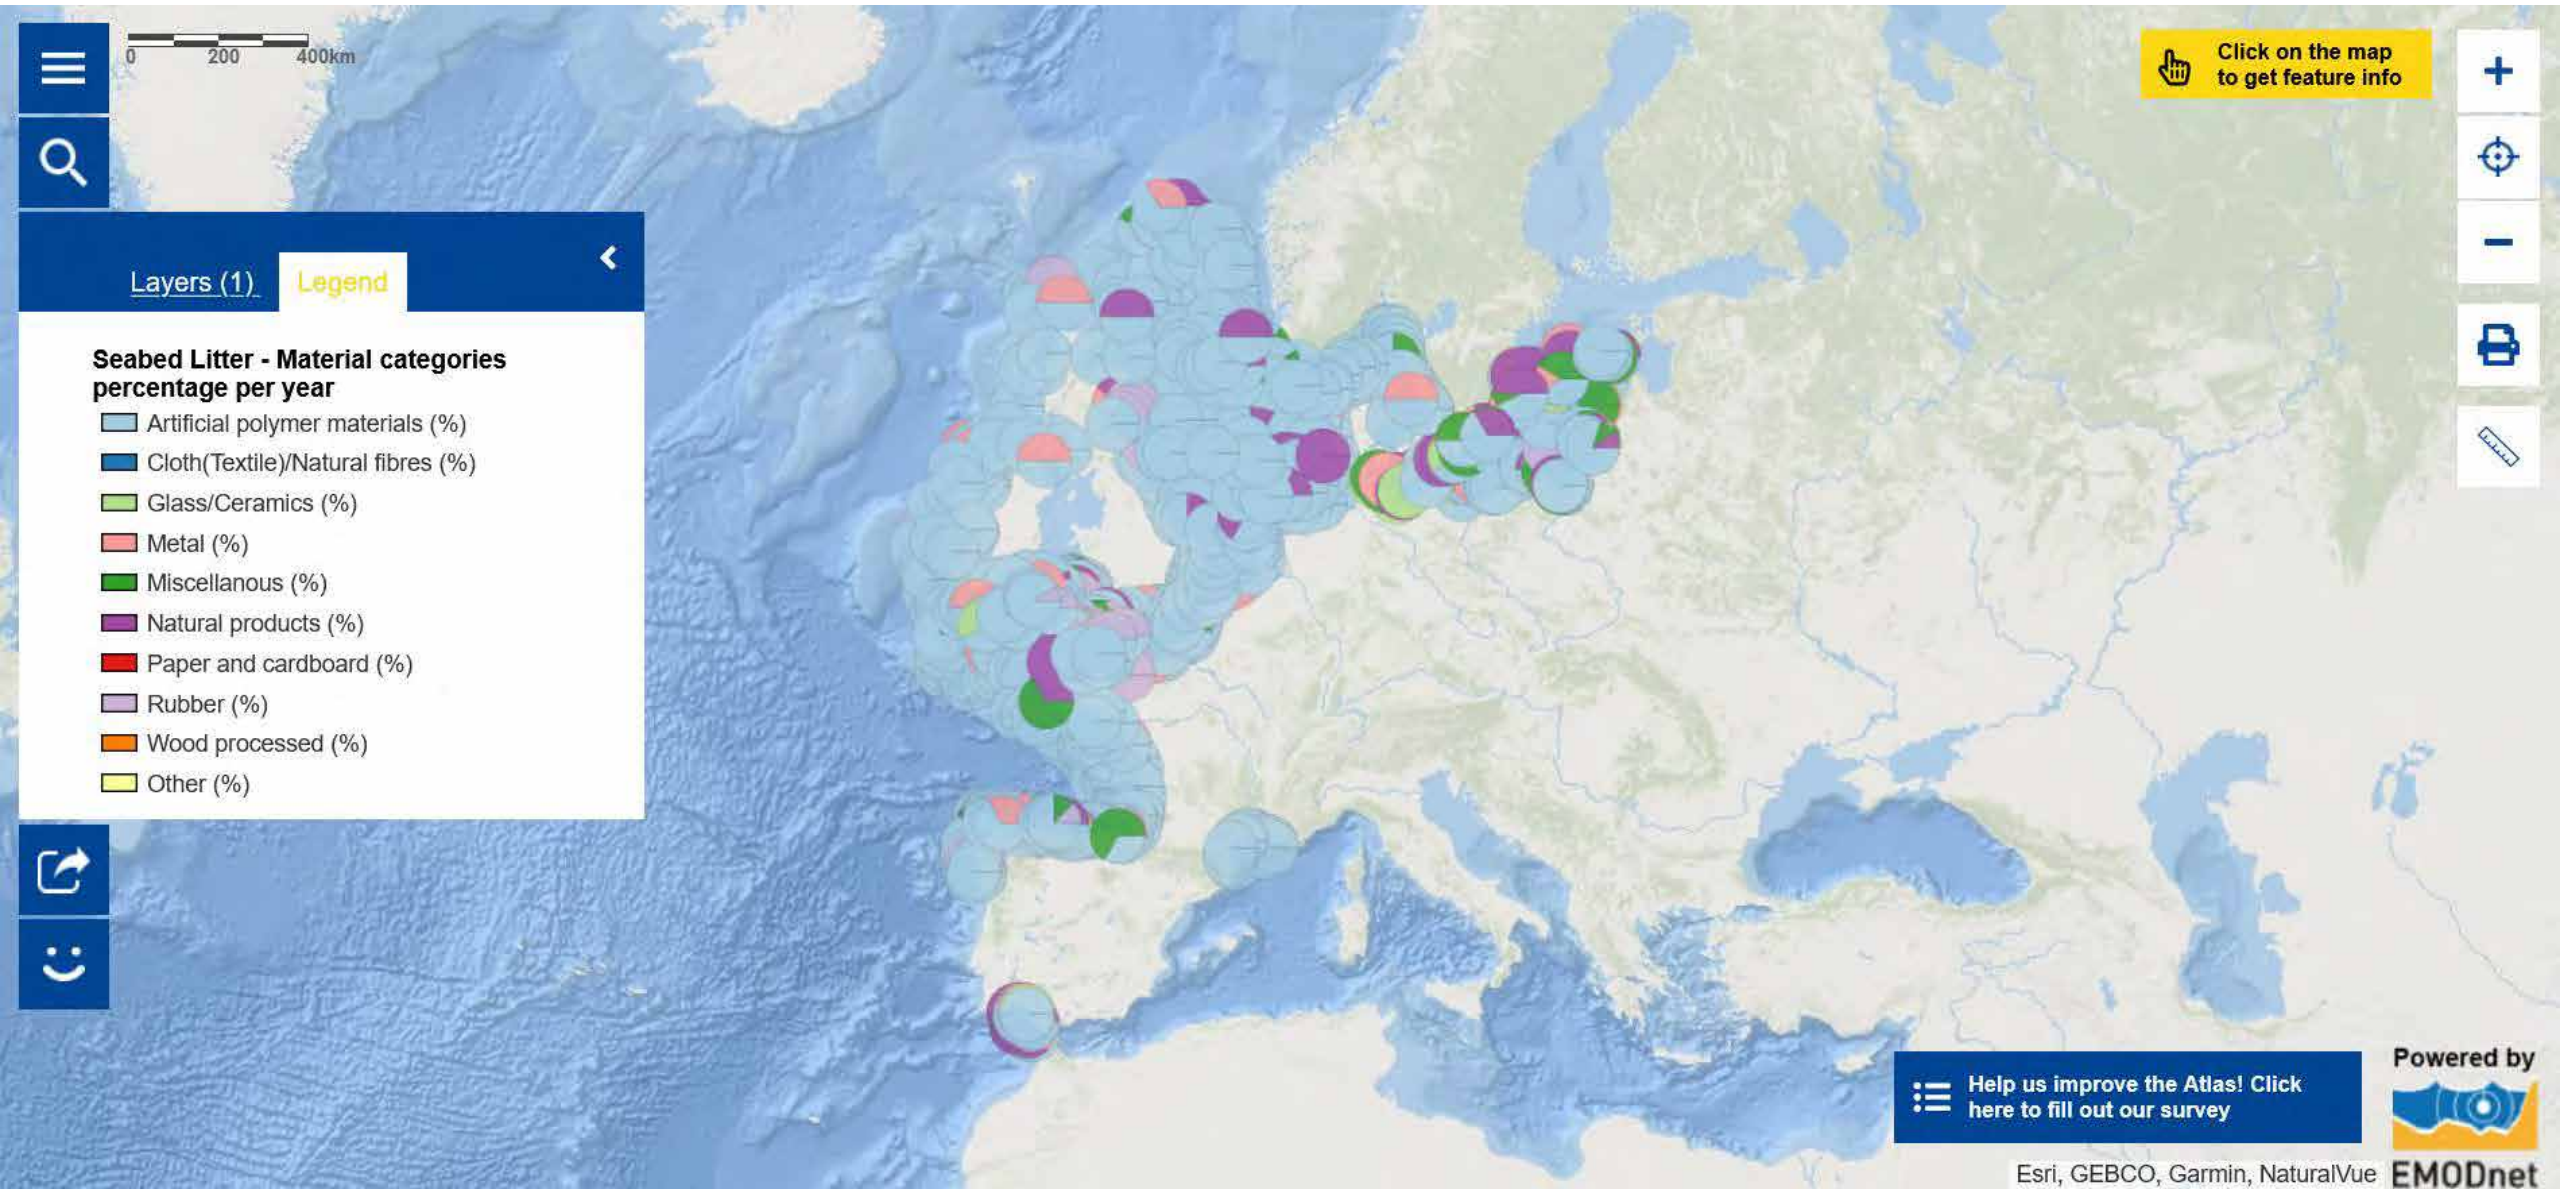 0 200 400km
Click on the map
to get feature info
Layers (1)
Legend
Seabed Litter - Material categories
percentage per year
Artificial polymer materials (%)
Cloth(Textile)/Natural fibres (%)
Glass/Ceramics (%)
Metal (%)
Miscellanous (%)
Natural products (%)
Paper and cardboard (%)
Rubber (%)
Wood processed (%)
Other (%)
Help us improve the Atlas! Click
here to fill out our survey
Powered by
EMODnet
Esri, GEBCO, Garmin, NaturalVue